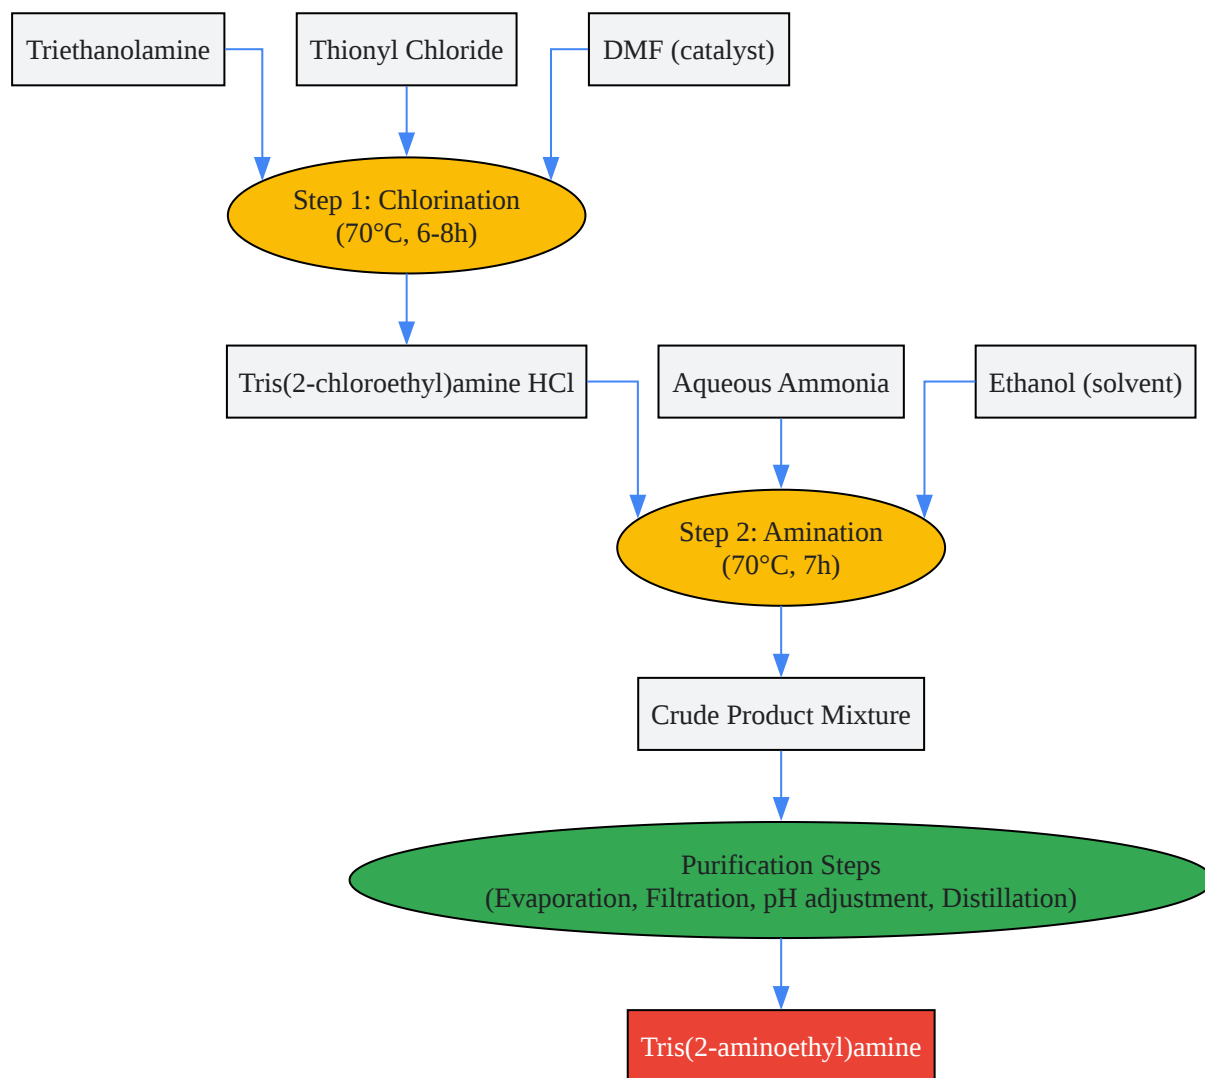 Triethanolamine
Thionyl Chloride
DMF (catalyst)
Step 1: Chlorination
(70°C, 6-8h)
Tris(2-chloroethyl)amine HCl
Aqueous Ammonia
Ethanol (solvent)
Step 2: Amination
(70°C, 7h)
Crude Product Mixture
Purification Steps
(Evaporation, Filtration, pH adjustment, Distillation)
Tris(2-aminoethyl)amine